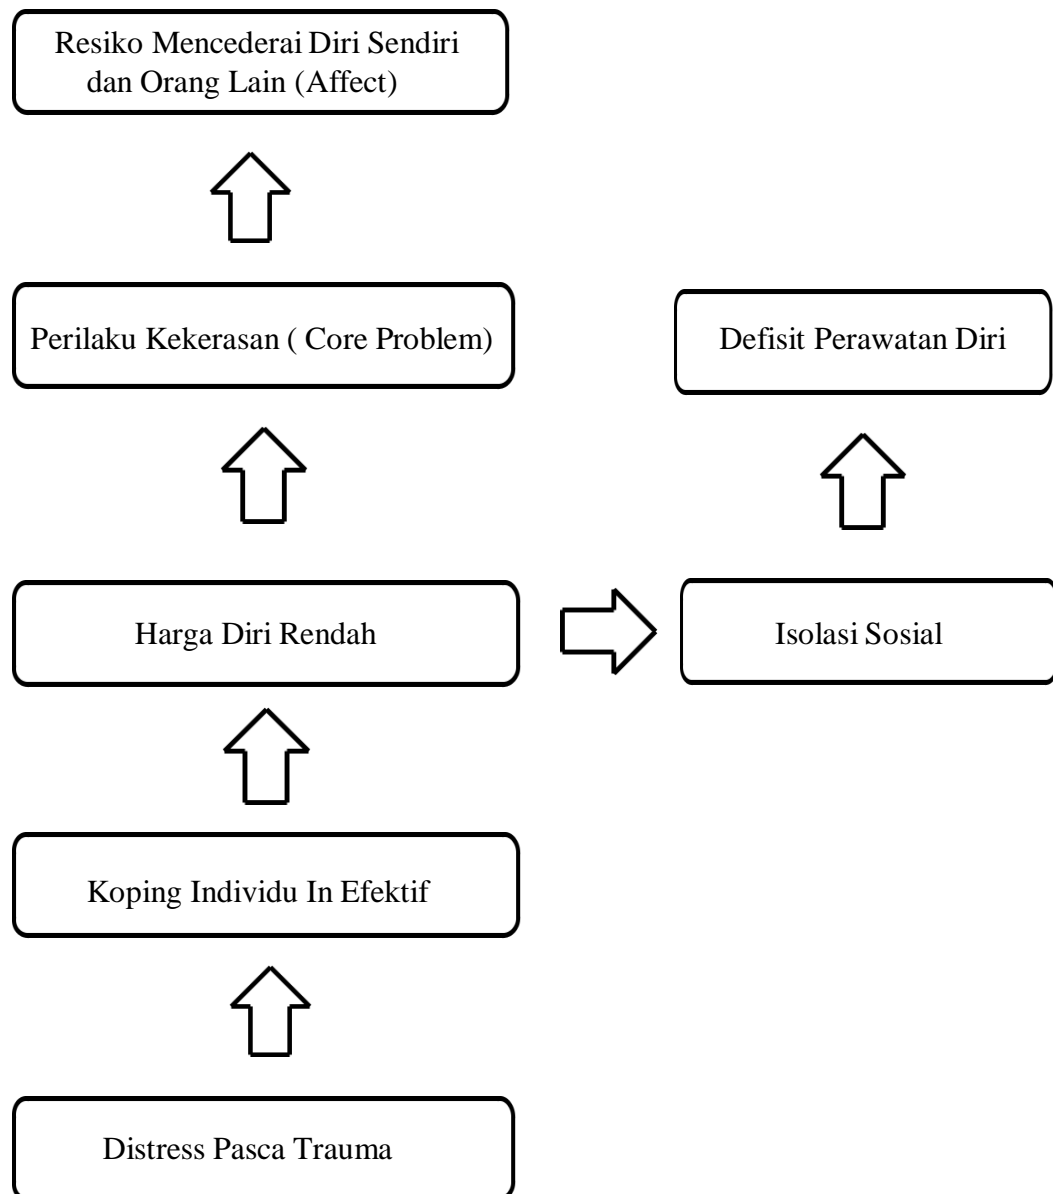 Resiko Mencederai Diri Sendiri
dan Orang Lain (Affect)
Perilaku Kekerasan ( Core Problem)
Defisit Perawatan Diri
Harga Diri Rendah
Isolasi Sosial
Koping Individu In Efektif
Distress Pasca Trauma